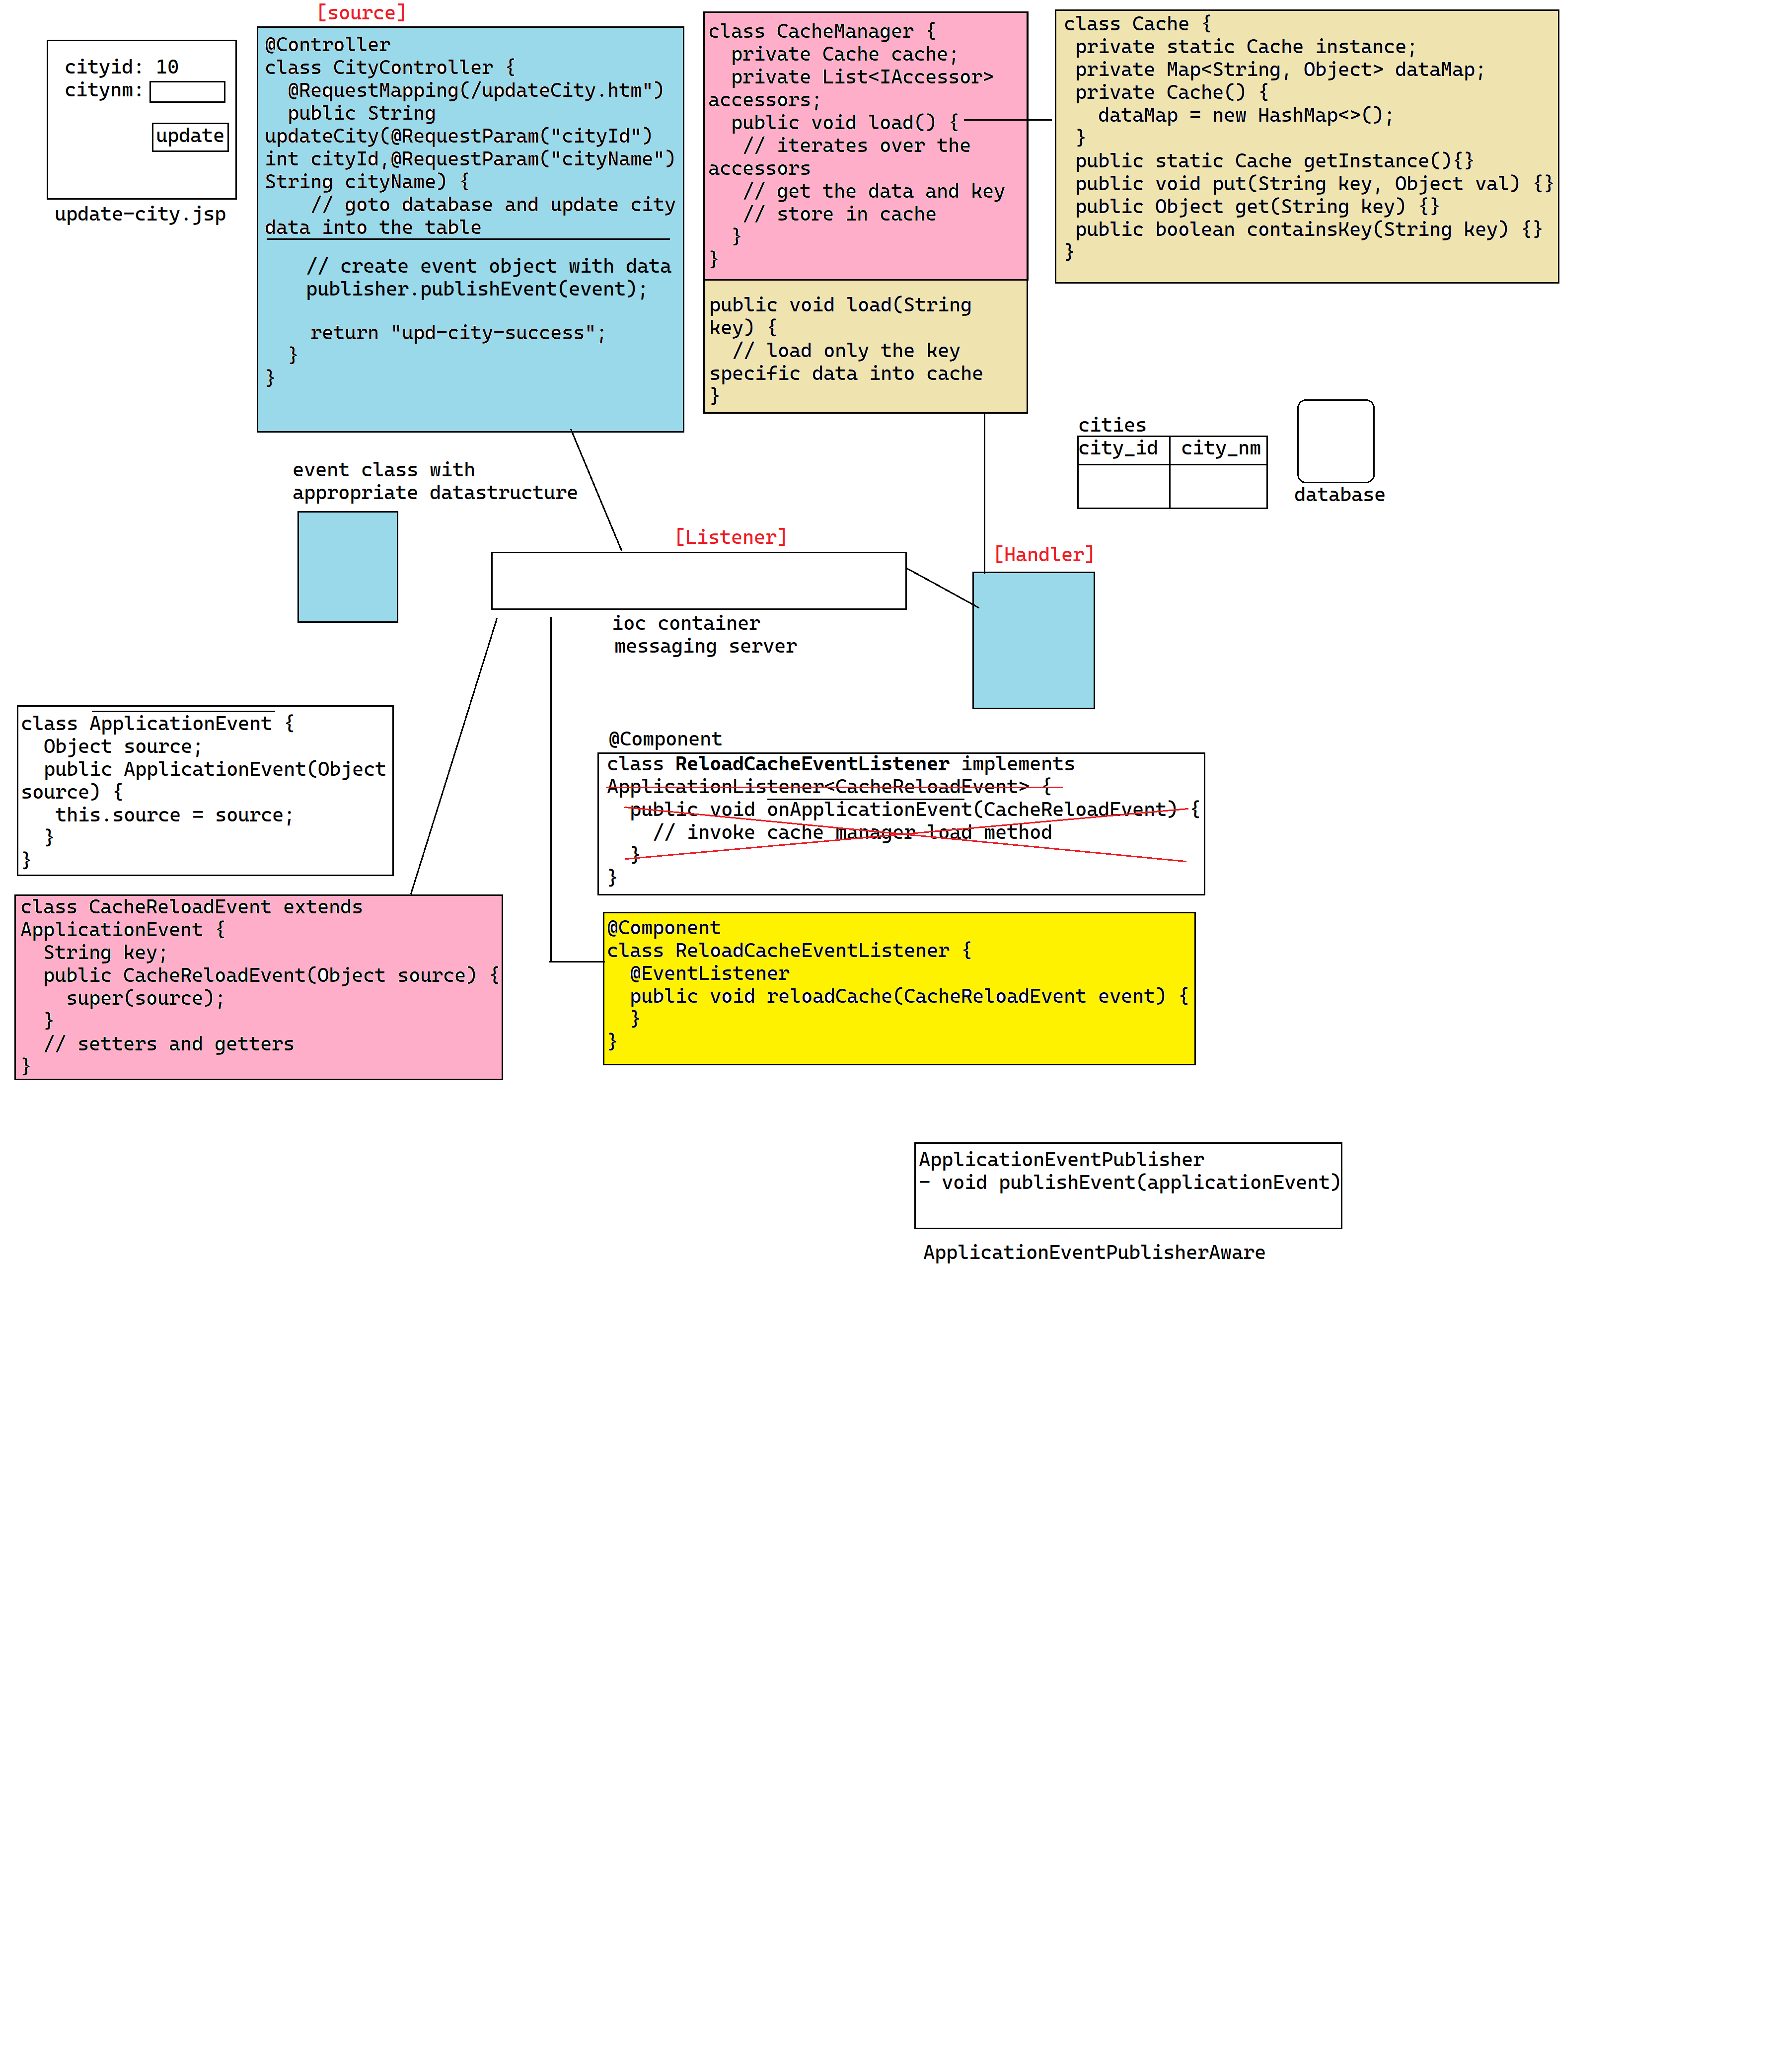 [source]
cityid: 10
citynm:
update
update-city.jsp
@Controller
class CityController {
  @RequestMapping(/updateCity.htm")
  public String
updateCity(@RequestParam("cityId")
int cityId,@RequestParam("cityName")
String cityName) {
    // goto database and update city
data into the table
// create event object with data
publisher.publishEvent(event);
return "upd-city-success";
  }
}
class CacheManager {
  private Cache cache;
  private List<IAccessor>
accessors;
  public void load() {
   // iterates over the
accessors
   // get the data and key
   // store in cache
  }
}
public void load(String
key) {
  // load only the key
specific data into cache
}
class Cache {
 private static Cache instance;
 private Map<String, Object> dataMap;
 private Cache() {
   dataMap = new HashMap<>();
 }
 public static Cache getInstance(){}
 public void put(String key, Object val) {}
 public Object get(String key) {}
 public boolean containsKey(String key) {}
}
cities
city_id
city_nm
database
event class with
appropriate datastructure
[Listener]
ioc container
messaging server
[Handler]
class ApplicationEvent {
  Object source;
  public ApplicationEvent(Object
source) {
   this.source = source;
  }
}
class CacheReloadEvent extends
ApplicationEvent {
  String key;
  public CacheReloadEvent(Object source) {
    super(source);
  }
  // setters and getters
}
@Component
class ReloadCacheEventListener implements
ApplicationListener<CacheReloadEvent> {
  public void onApplicationEvent(CacheReloadEvent) {
    // invoke cache manager load method
  }
}
@Component
class ReloadCacheEventListener {
  @EventListener
  public void reloadCache(CacheReloadEvent event) {
  }
}
ApplicationEventPublisher
- void publishEvent(applicationEvent)
ApplicationEventPublisherAware